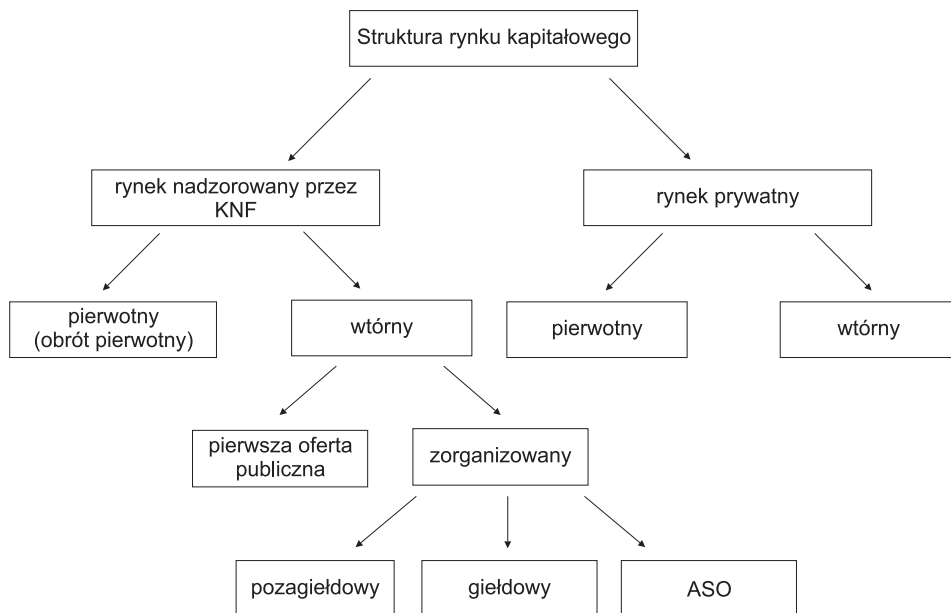 Struktura rynku kapitałowego
rynek nadzorowany przez
KNF
rynek prywatny
pierwotny
(obrót pierwotny)
wtórny
pierwotny
wtórny
pierwsza oferta
publiczna
zorganizowany
pozagiełdowy
giełdowy
ASO